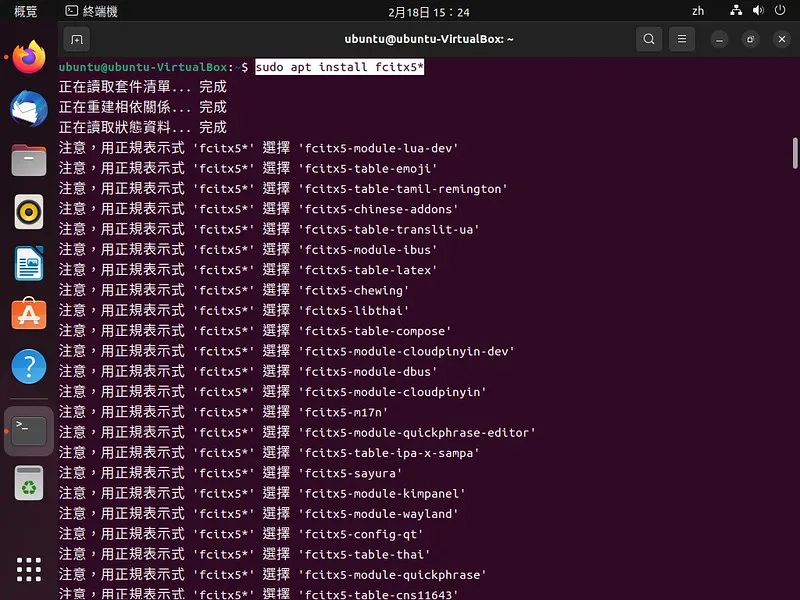 概覽 終端機 2月18日 15：24 zh
ubuntu@ubuntu-VirtualBox: ~
ubuntu@ubuntu-VirtualBox:~$ sudo apt install fcitx5*
正在讀取套件清單... 完成
正在重建相依關係... 完成
正在讀取狀態資料... 完成
注意，用正規表示式 'fcitx5*' 選擇 'fcitx5-module-lua-dev'
注意，用正規表示式 'fcitx5*' 選擇 'fcitx5-table-emoji'
注意，用正規表示式 'fcitx5*' 選擇 'fcitx5-table-tamil-remington'
注意，用正規表示式 'fcitx5*' 選擇 'fcitx5-chinese-addons'
注意，用正規表示式 'fcitx5*' 選擇 'fcitx5-table-translit-ua'
注意，用正規表示式 'fcitx5*' 選擇 'fcitx5-module-ibus'
注意，用正規表示式 'fcitx5*' 選擇 'fcitx5-table-latex'
注意，用正規表示式 'fcitx5*' 選擇 'fcitx5-chewing'
注意，用正規表示式 'fcitx5*' 選擇 'fcitx5-libthai'
注意，用正規表示式 'fcitx5*' 選擇 'fcitx5-table-compose'
注意，用正規表示式 'fcitx5*' 選擇 'fcitx5-module-cloudpinyin-dev'
注意，用正規表示式 'fcitx5*' 選擇 'fcitx5-module-dbus'
注意，用正規表示式 'fcitx5*' 選擇 'fcitx5-module-cloudpinyin'
注意，用正規表示式 'fcitx5*' 選擇 'fcitx5-m17n'
注意，用正規表示式 'fcitx5*' 選擇 'fcitx5-module-quickphrase-editor'
注意，用正規表示式 'fcitx5*' 選擇 'fcitx5-table-ipa-x-sampa'
注意，用正規表示式 'fcitx5*' 選擇 'fcitx5-sayura'
注意，用正規表示式 'fcitx5*' 選擇 'fcitx5-module-kimpanel'
注意，用正規表示式 'fcitx5*' 選擇 'fcitx5-module-wayland'
注意，用正規表示式 'fcitx5*' 選擇 'fcitx5-config-qt'
注意，用正規表示式 'fcitx5*' 選擇 'fcitx5-table-thai'
注意，用正規表示式 'fcitx5*' 選擇 'fcitx5-module-quickphrase'
注意，用正規表示式 'fcitx5*' 選擇 'fcitx5-table-cns11643'